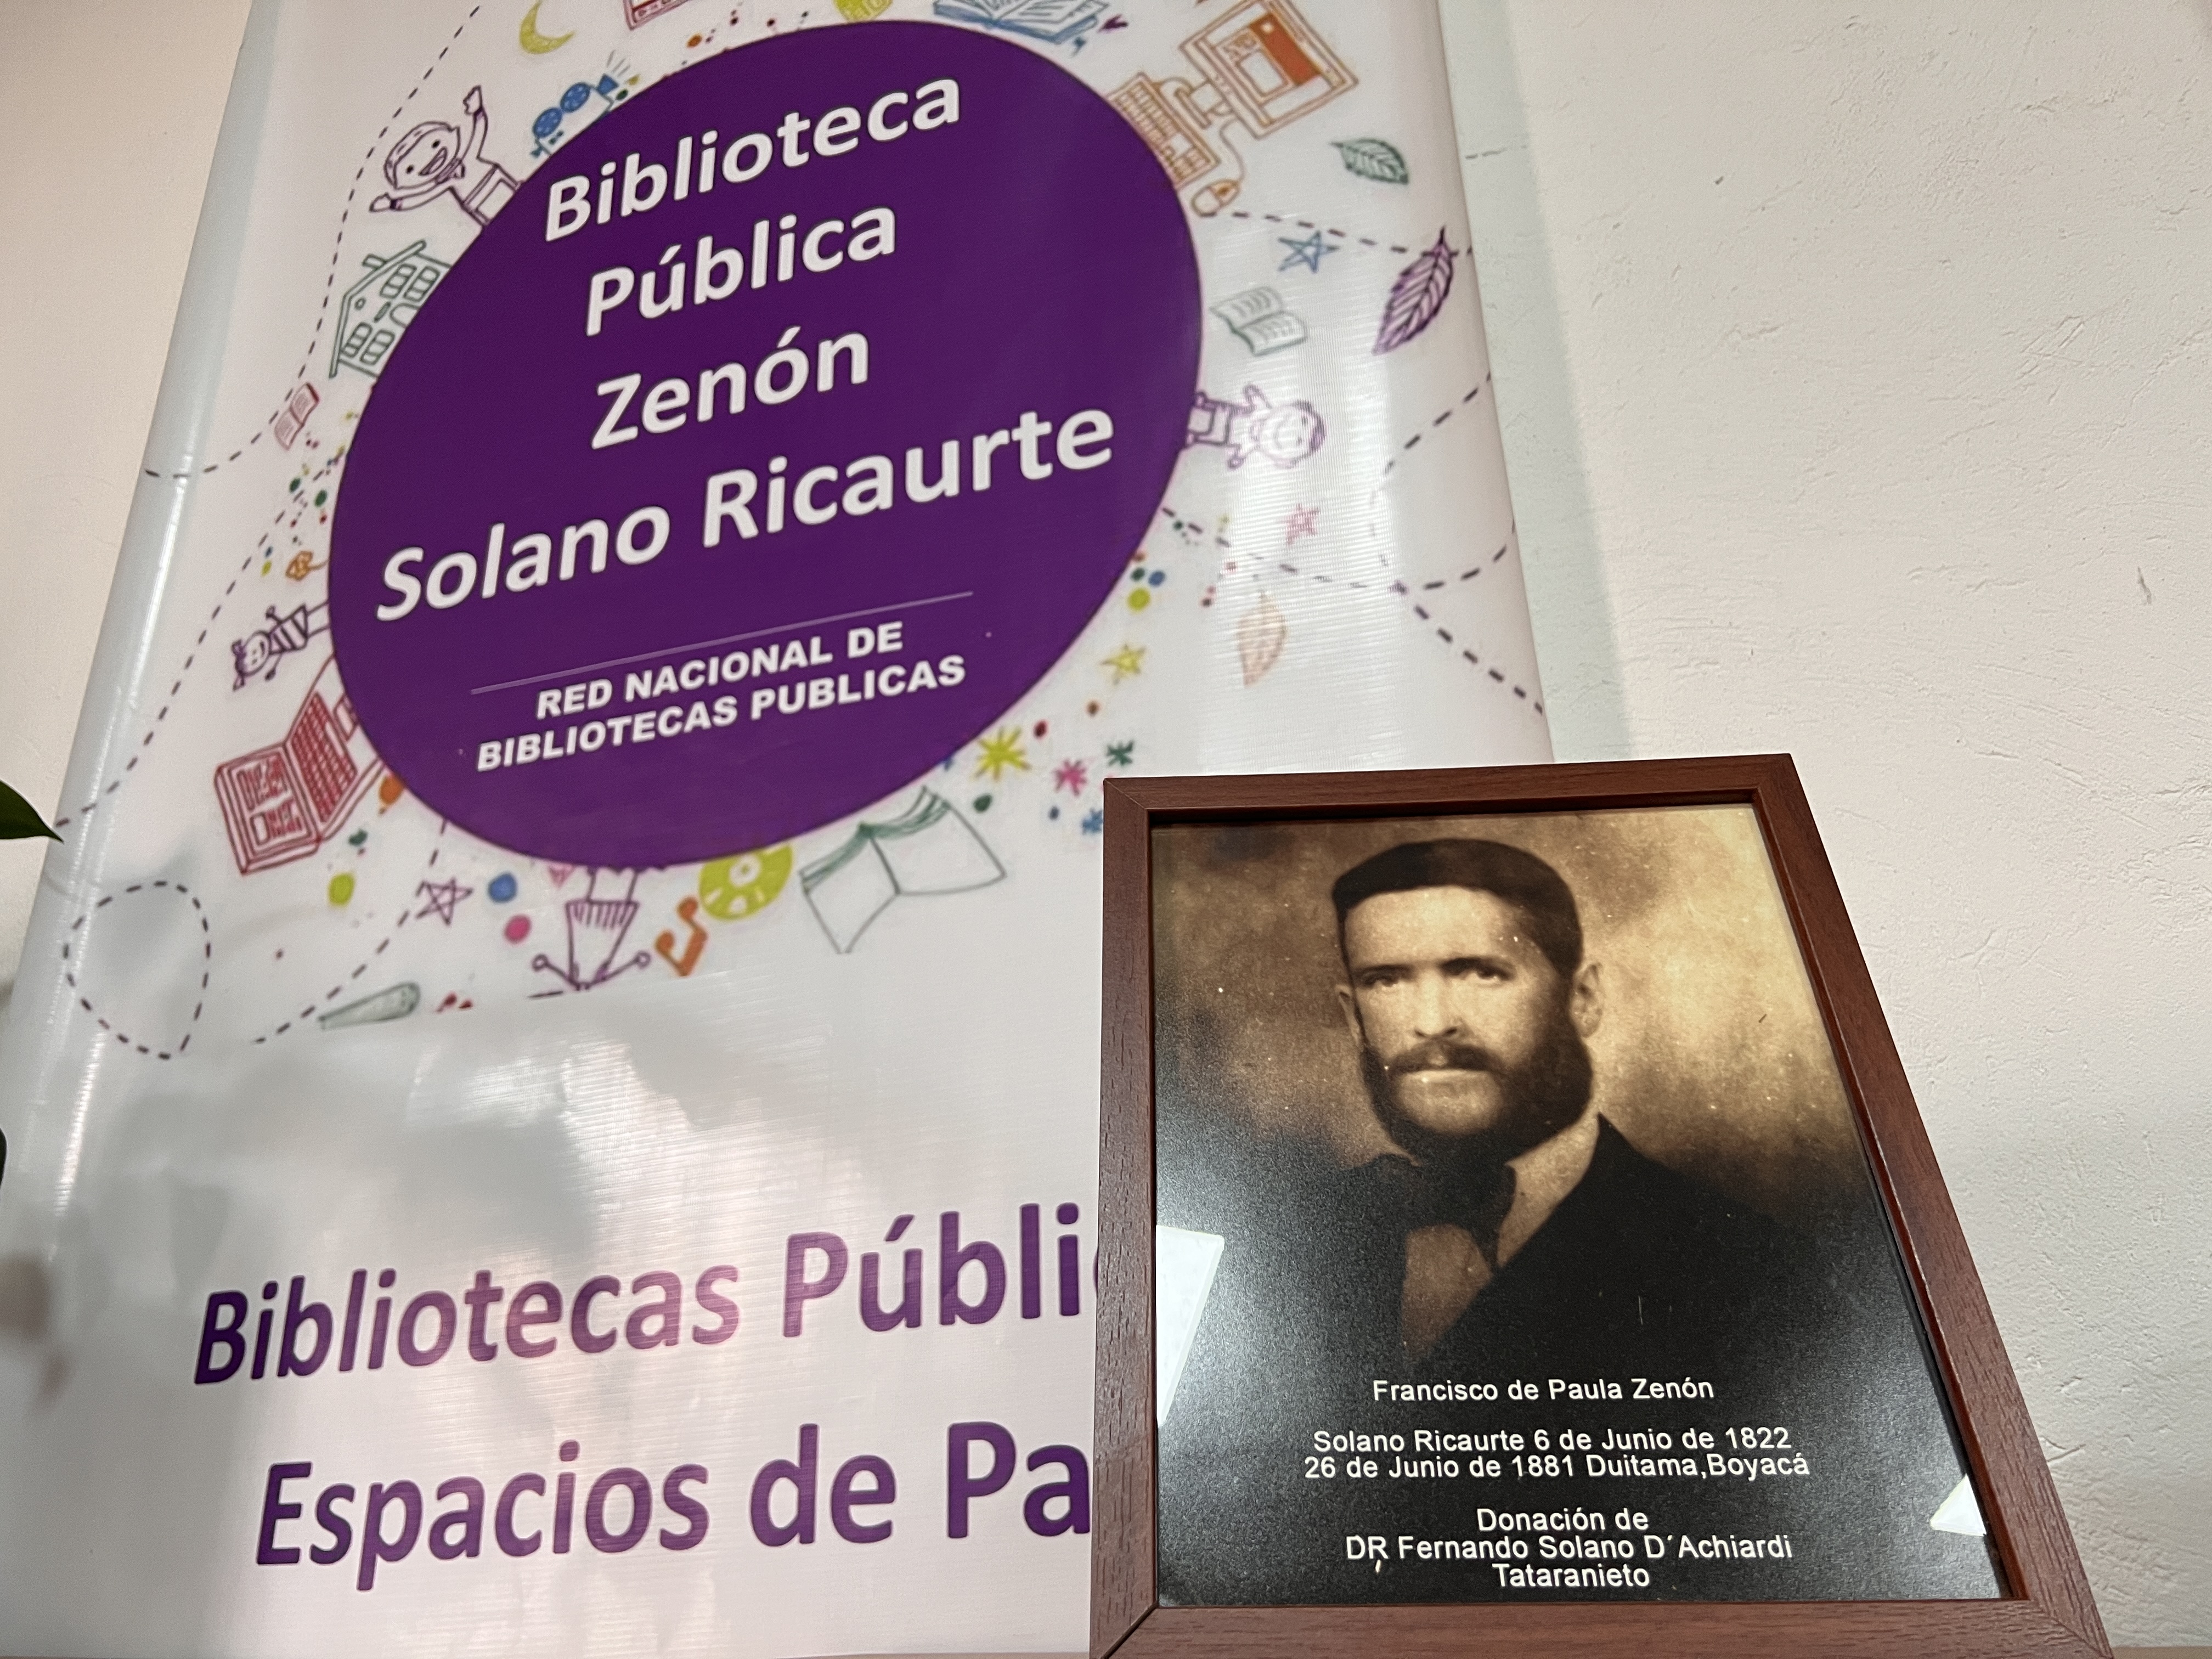 Biblioteca
Pública
Zenón
Solano Ricaurte
RED NACIONAL DE
BIBLIOTECAS PUBLICAS
Bibliotecas Públi
Espacios de Pa
Francisco de Paula Zenón
Solano Ricaurte 6 de Junio de 1822
26 de Junio de 1881 Duitama,Boyacá
Donación de
DR Fernando Solano D´Achiardi
Tataranieto